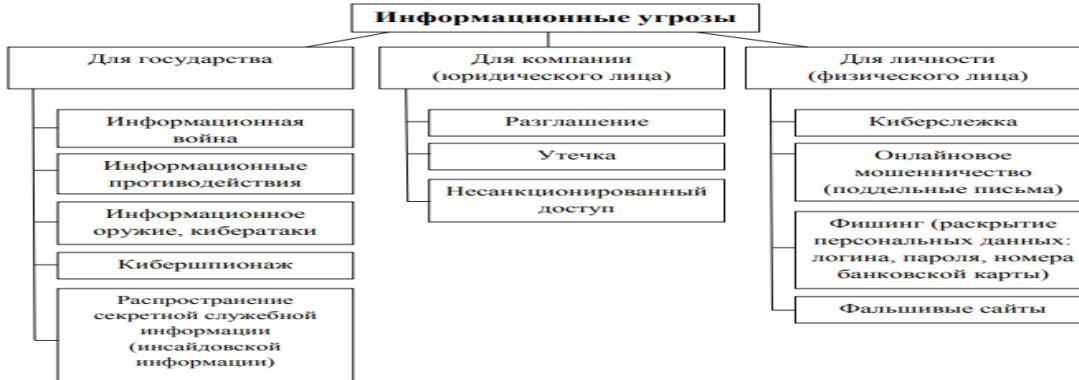 Информационные угрозы
Для государства
Информационная
война
Информационные
противодействия
Информационное
оружие, кибератаки
Кибершпионаж
Распространение
секретной служебной
информации
(инсайдовской
информации)
Для компании
(юридического лица)
Разглашение
Утечка
Несанкционированный
доступ
Для личности
(физического лица)
Киберслежка
Онлайновое
мошенничество
(поддельные письма)
Фишинг (раскрытие
персональных данных:
логина, пароля, номера
банковской карты)
Фальшивые сайты